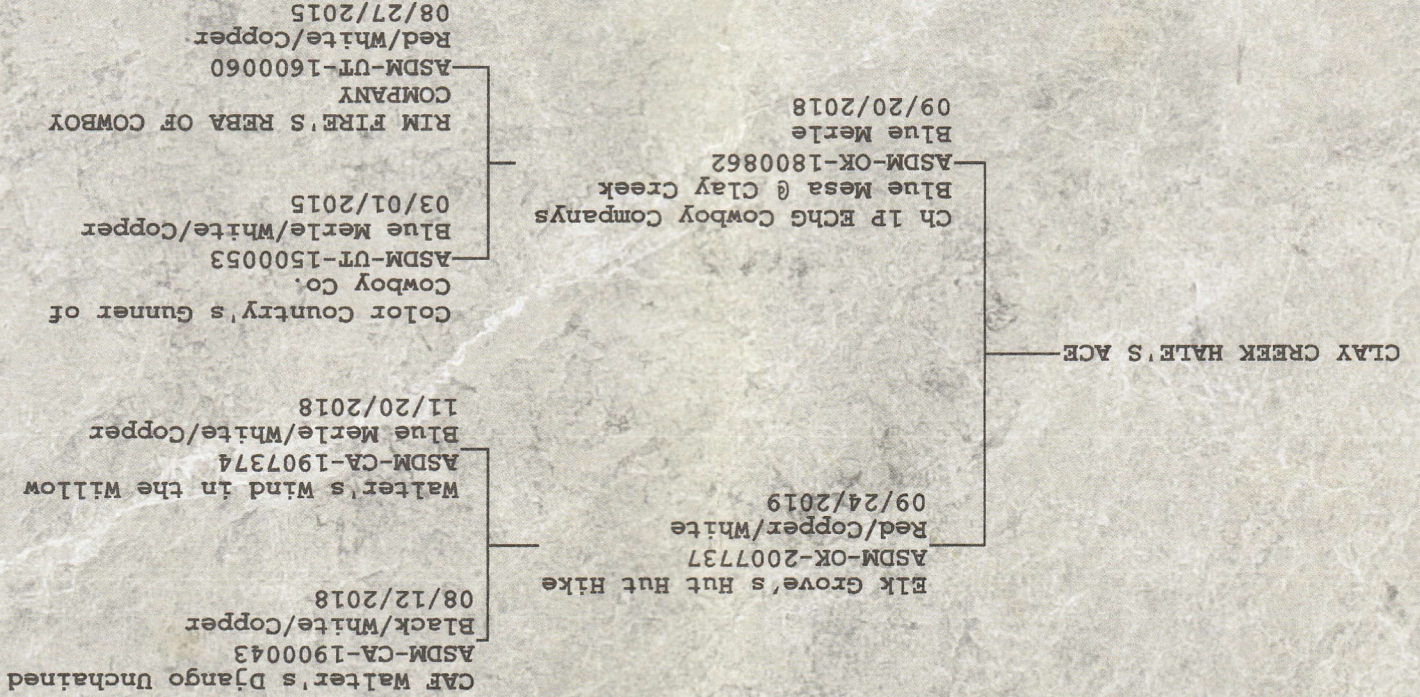 CAF Walter's Django Unchained
ASDM-CA-1900043
Black/White/Copper
08/12/2018
Elk Grove's Hut Hut Hike
ASDM-OK-2007737
Red/Copper/White
09/24/2019
Walter's Wind in the Willow
ASDM-CA-1907374
Blue Merle/White/Copper
11/20/2018
CLAY CREEK HALE'S ACE
Color Country's Gunner of
Cowboy Co.
ASDM-UT-1500053
Blue Merle/White/Copper
03/01/2015
Ch 1P EChG Cowboy Companys
Blue Mesa @ Clay Creek
ASDM-OK-1800862
Blue Merle
09/20/2018
RIM FIRE'S REBA OF COWBOY
COMPANY
ASDM-UT-1600060
Red/White/Copper
08/27/2015